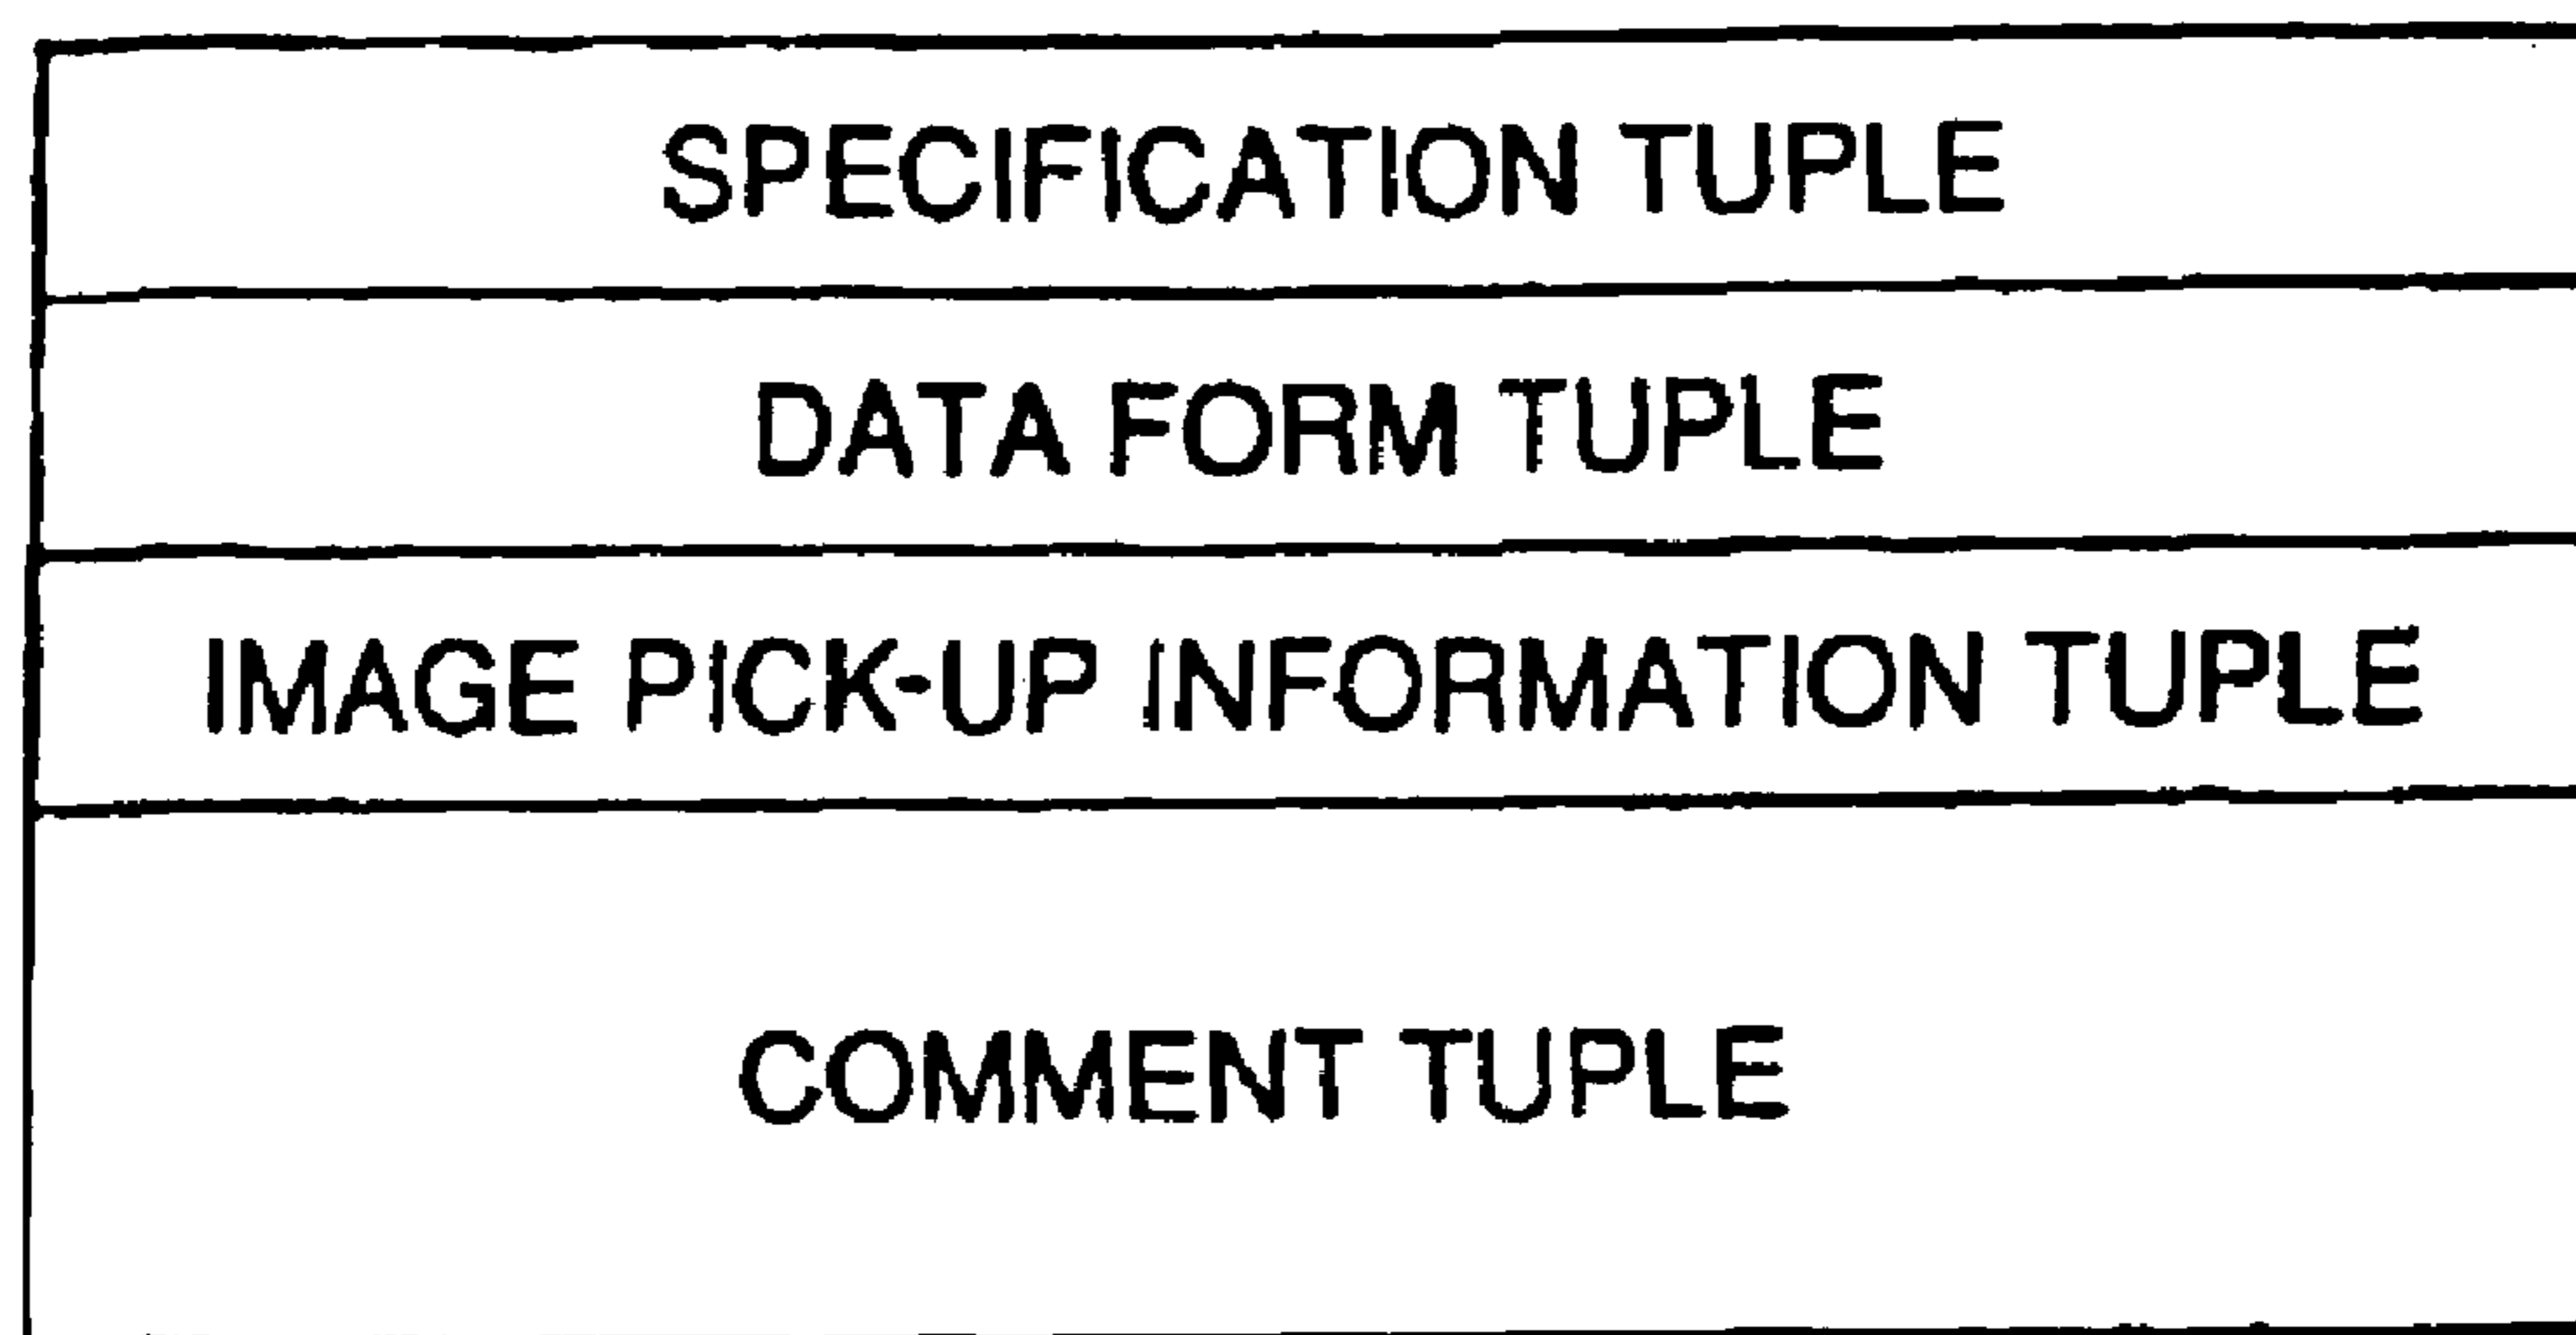 SPECIFICATION TUPLE
DATA FORM TUPLE
IMAGE PICK-UP INFORMATION TUPLE
COMMENT TUPLE